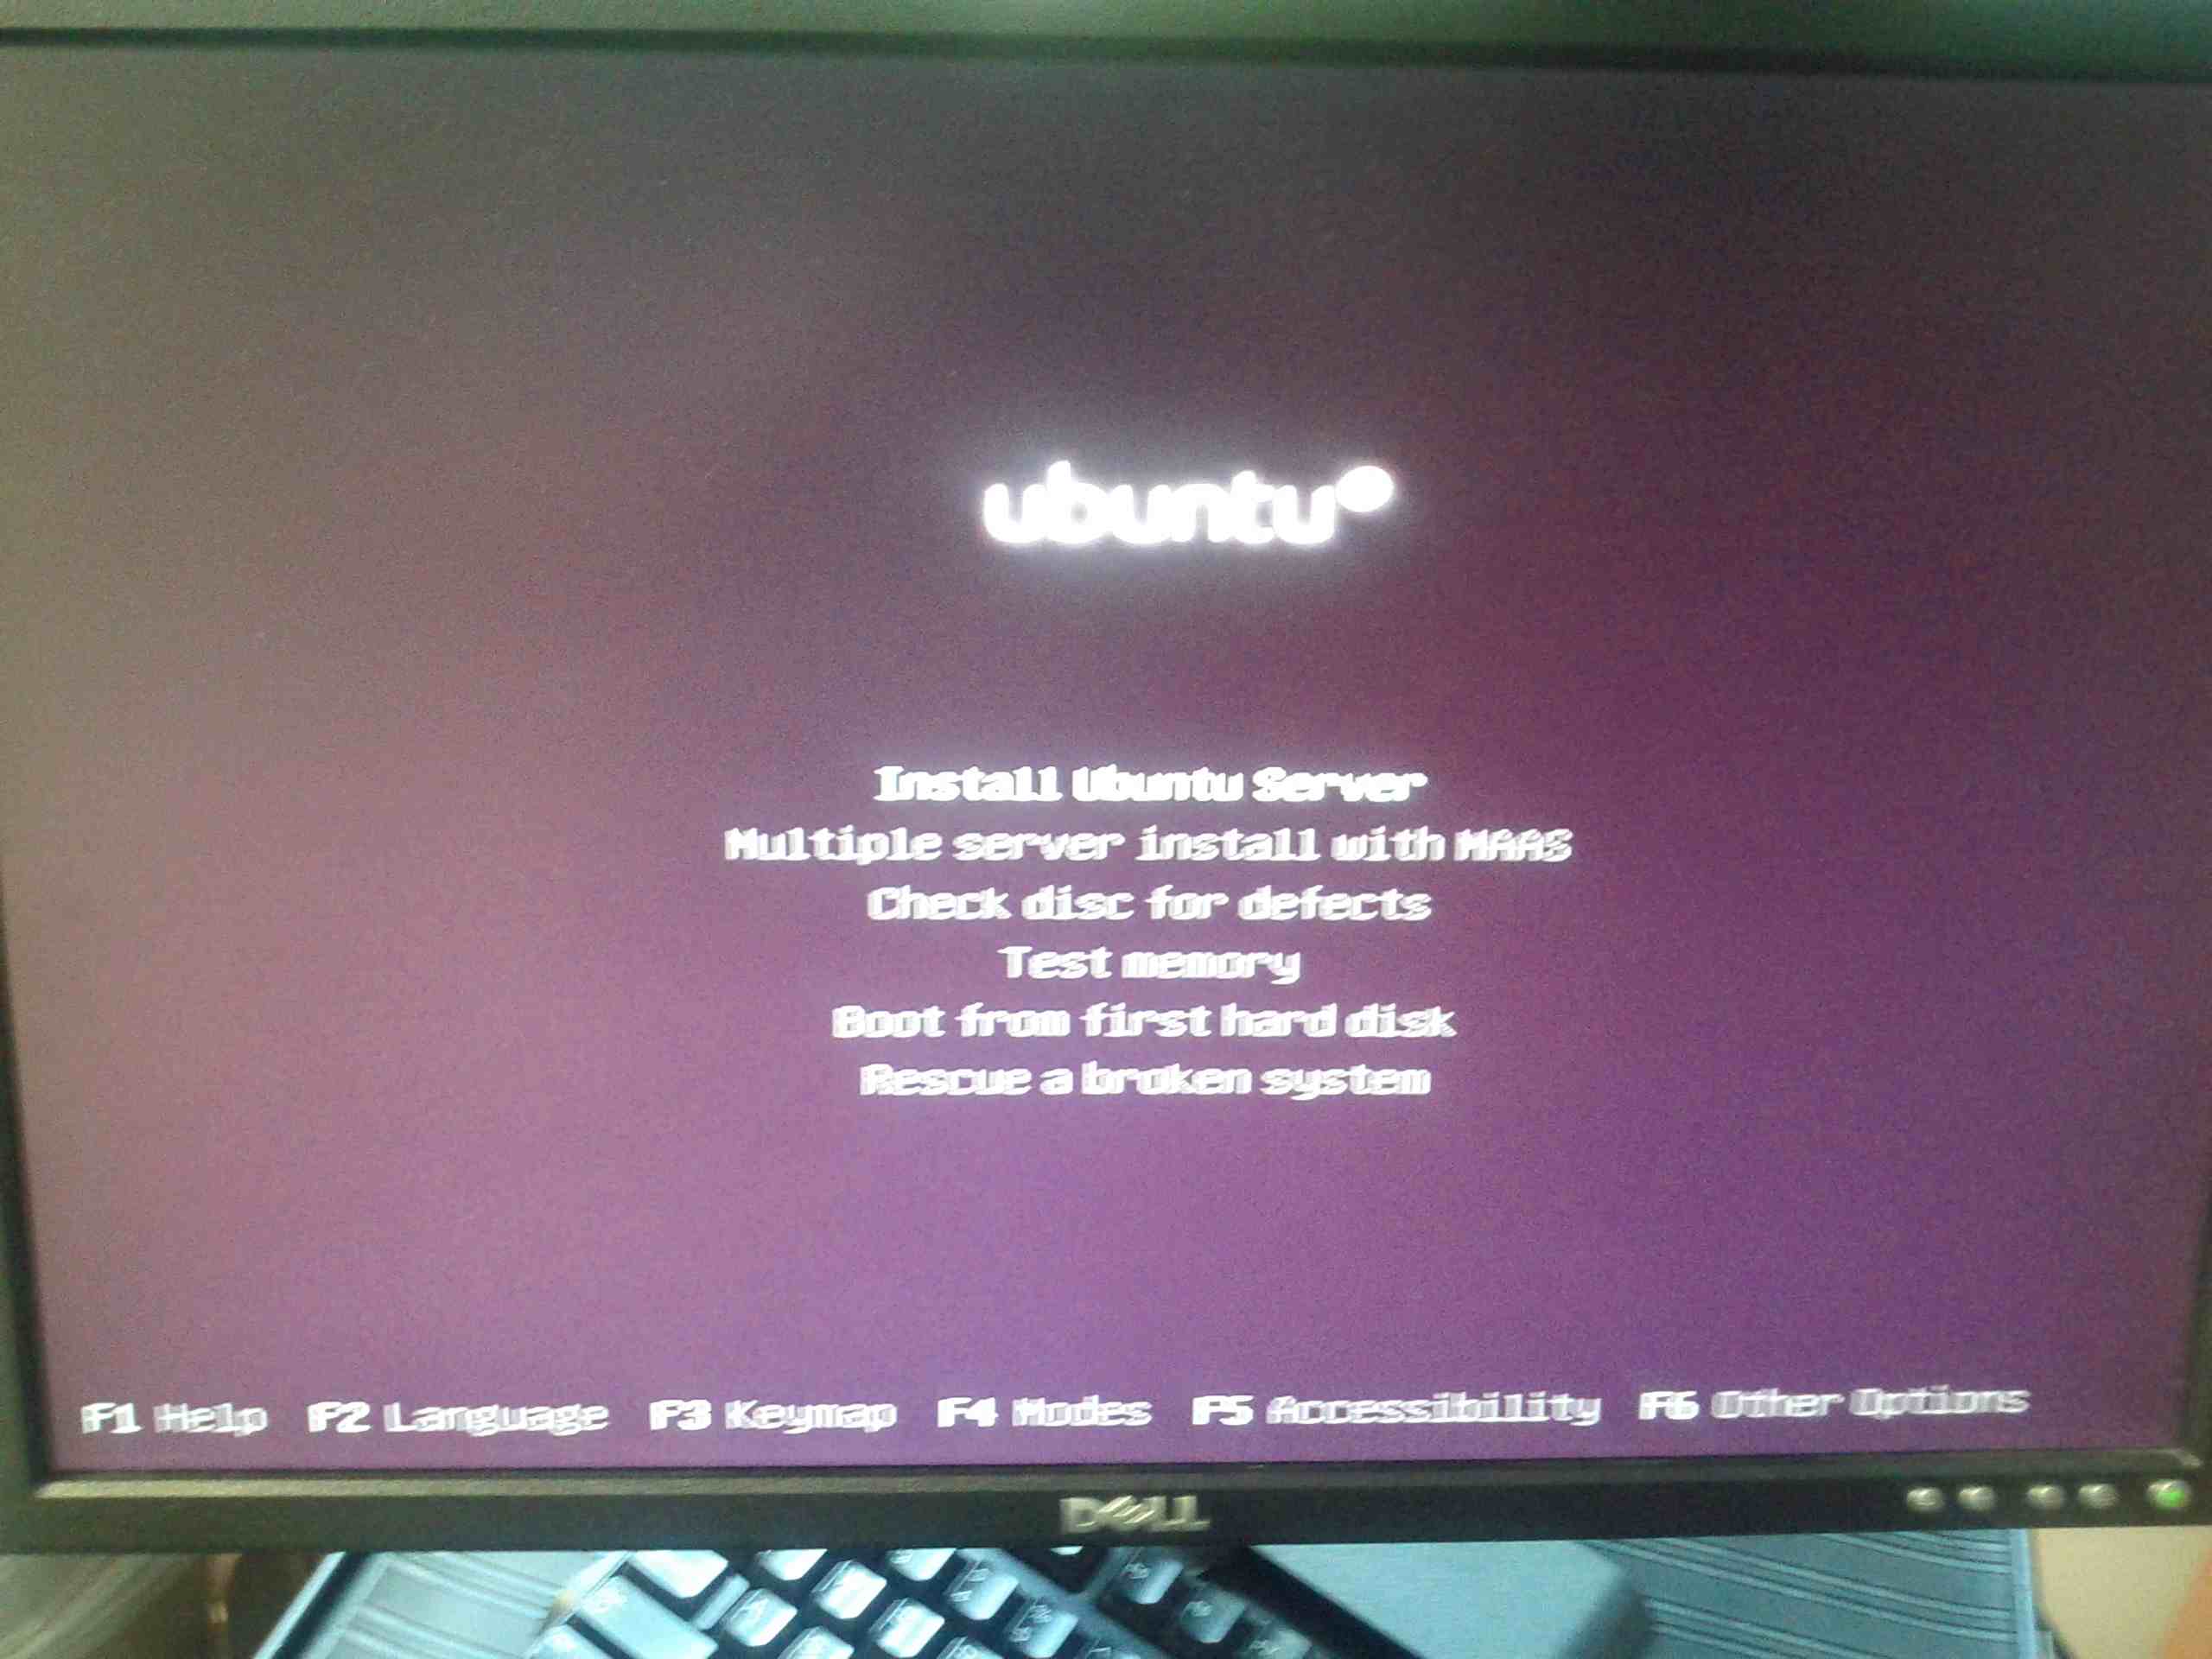 ubuntu
Install Ubuntu Server
Multiple server install with MAAS
Check disc for defects
Test memory
Boot from first hard disk
Rescue a broken system
F1 Help F2 Language F3 Keymap F4 Modes F5 Accessibility F6 Other Options
DELL